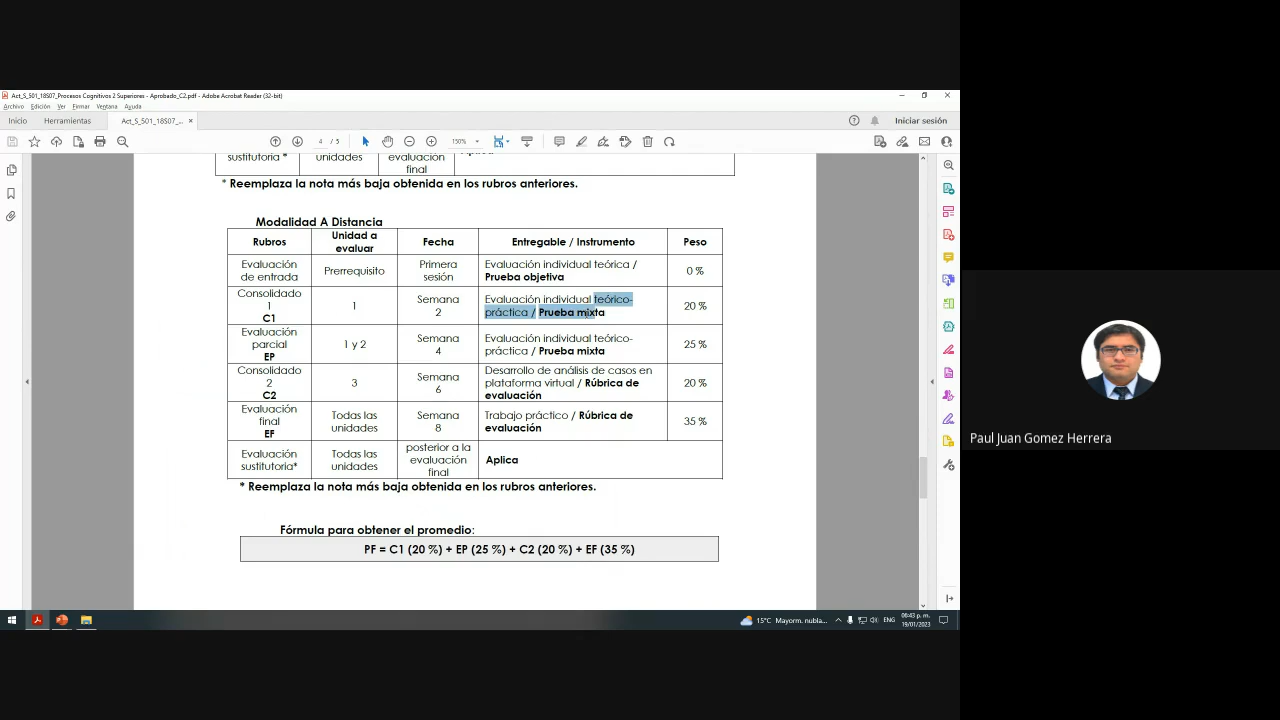 Act_S_501_18S07_Procesos Cognitivos 2 Superiores - Aprobado_C2.pdf - Adobe Acrobat Reader (32-bit)
Archivo Edición Ver Firmar Ventana Ayuda
Inicio Herramientas Act_S_501_18S07_... × Iniciar sesión
4 / 5 150%
sustitutoria * unidades evaluación
final
* Reemplaza la nota más baja obtenida en los rubros anteriores.
Modalidad A Distancia
Rubros Unidad a evaluar Fecha Entregable / Instrumento Peso
Evaluación de entrada Prerrequisito Primera sesión Evaluación individual teórica / Prueba objetiva 0 %
Consolidado 1 C1 1 Semana 2 Evaluación individual teórico-práctica / Prueba mixta 20 %
Evaluación parcial EP 1 y 2 Semana 4 Evaluación individual teórico-práctica / Prueba mixta 25 %
Consolidado 2 C2 3 Semana 6 Desarrollo de análisis de casos en plataforma virtual / Rúbrica de evaluación 20 %
Evaluación final EF Todas las unidades Semana 8 Trabajo práctico / Rúbrica de evaluación 35 %
Evaluación sustitutoria* Todas las unidades posterior a la evaluación final Aplica
* Reemplaza la nota más baja obtenida en los rubros anteriores.
Fórmula para obtener el promedio:
PF = C1 (20 %) + EP (25 %) + C2 (20 %) + EF (35 %)
15°C Mayorm. nubla... ENG 06:43 p. m.
19/01/2023
Paul Juan Gomez Herrera